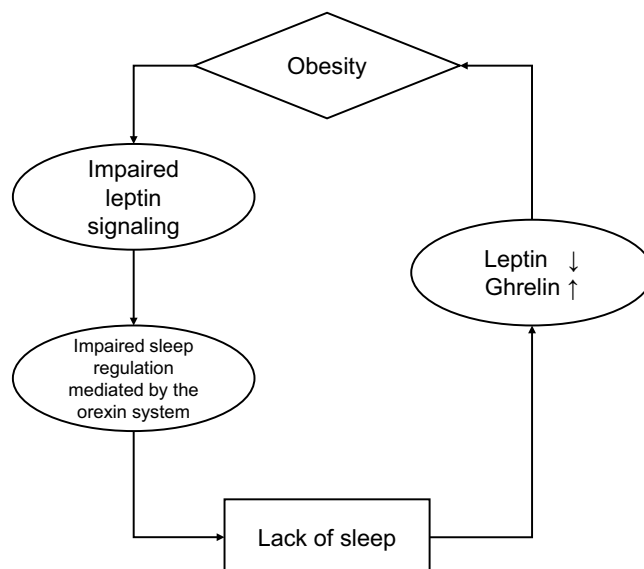 Obesity
Impaired
leptin
signaling
Leptin ↓
Ghrelin ↑
Impaired sleep
regulation
mediated by the
orexin system
Lack of sleep